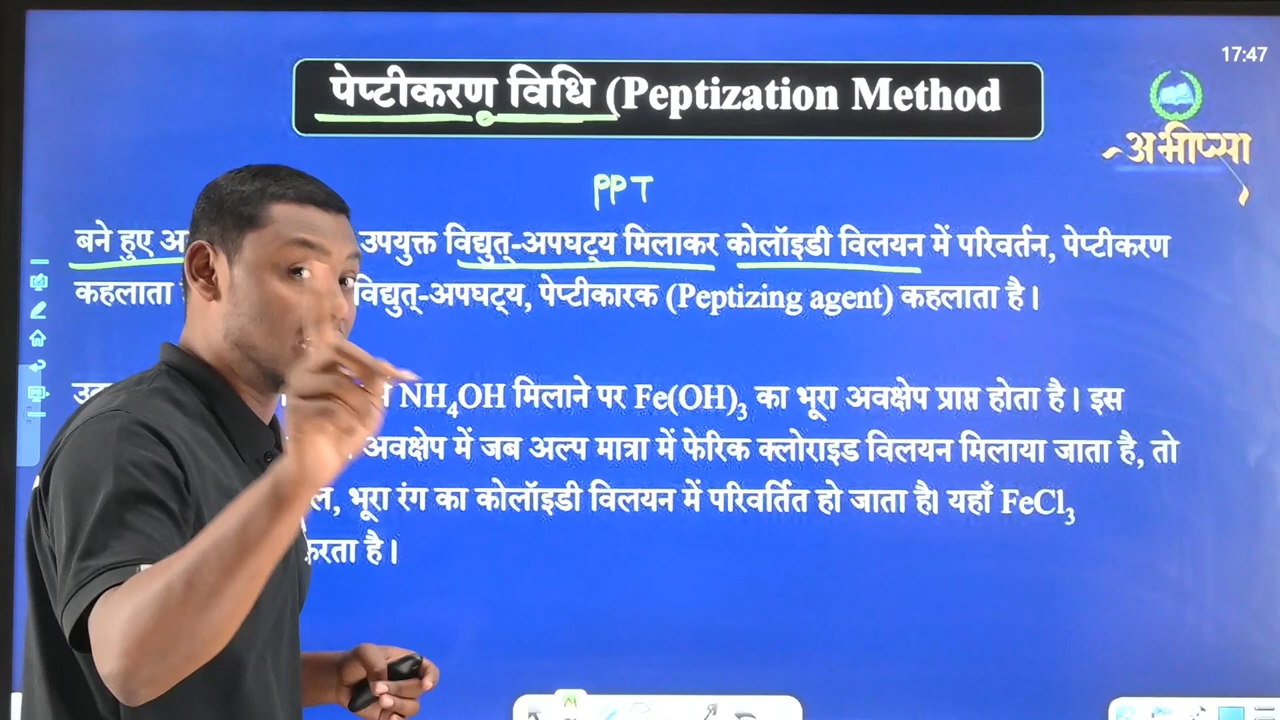 17:47
पेप्टीकरण विधि (Peptization Method
अभीप्सा
PPT
बने हुए उपयुक्त विद्युत्-अपघट्य मिलाकर कोलॉइडी विलयन में परिवर्तन, पेप्टीकरण
कहलाता विद्युत्-अपघट्य, पेप्टीकारक (Peptizing agent) कहलाता है।
NH₄OH मिलाने पर Fe(OH)₃ का भूरा अवक्षेप प्राप्त होता है। इस
अवक्षेप में जब अल्प मात्रा में फेरिक क्लोराइड विलयन मिलाया जाता है, तो
भूरा रंग का कोलॉइडी विलयन में परिवर्तित हो जाता है। यहाँ FeCl₃
करता है।